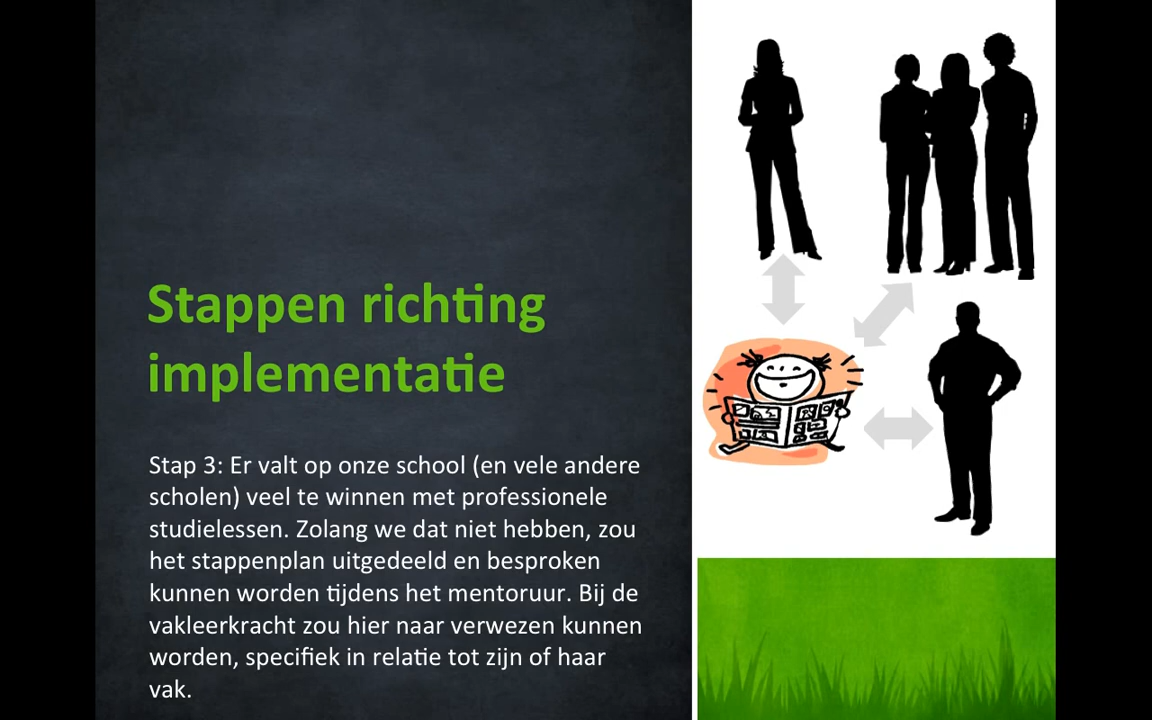 Stappen richting
implementatie
Stap 3: Er valt op onze school (en vele andere
scholen) veel te winnen met professionele
studielessen. Zolang we dat niet hebben, zou
het stappenplan uitgedeeld en besproken
kunnen worden tijdens het mentoruur. Bij de
vakleerkracht zou hier naar verwezen kunnen
worden, specifiek in relatie tot zijn of haar
vak.